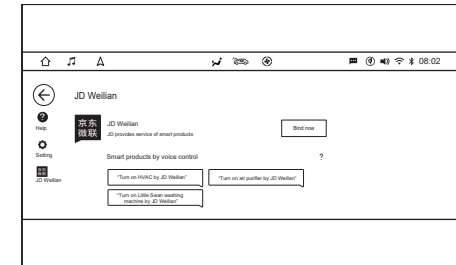 08:02
JD Weilian
Help
京东
微联
JD Weilian
JD provides service of smart products
Bind now
Setting
Smart products by voice control
?
JD Weilian
"Turn on HVAC by JD Weilian"
"Turn on air purifier by JD Weilian"
"Turn on Little Swan washing
machine by JD Weilian"